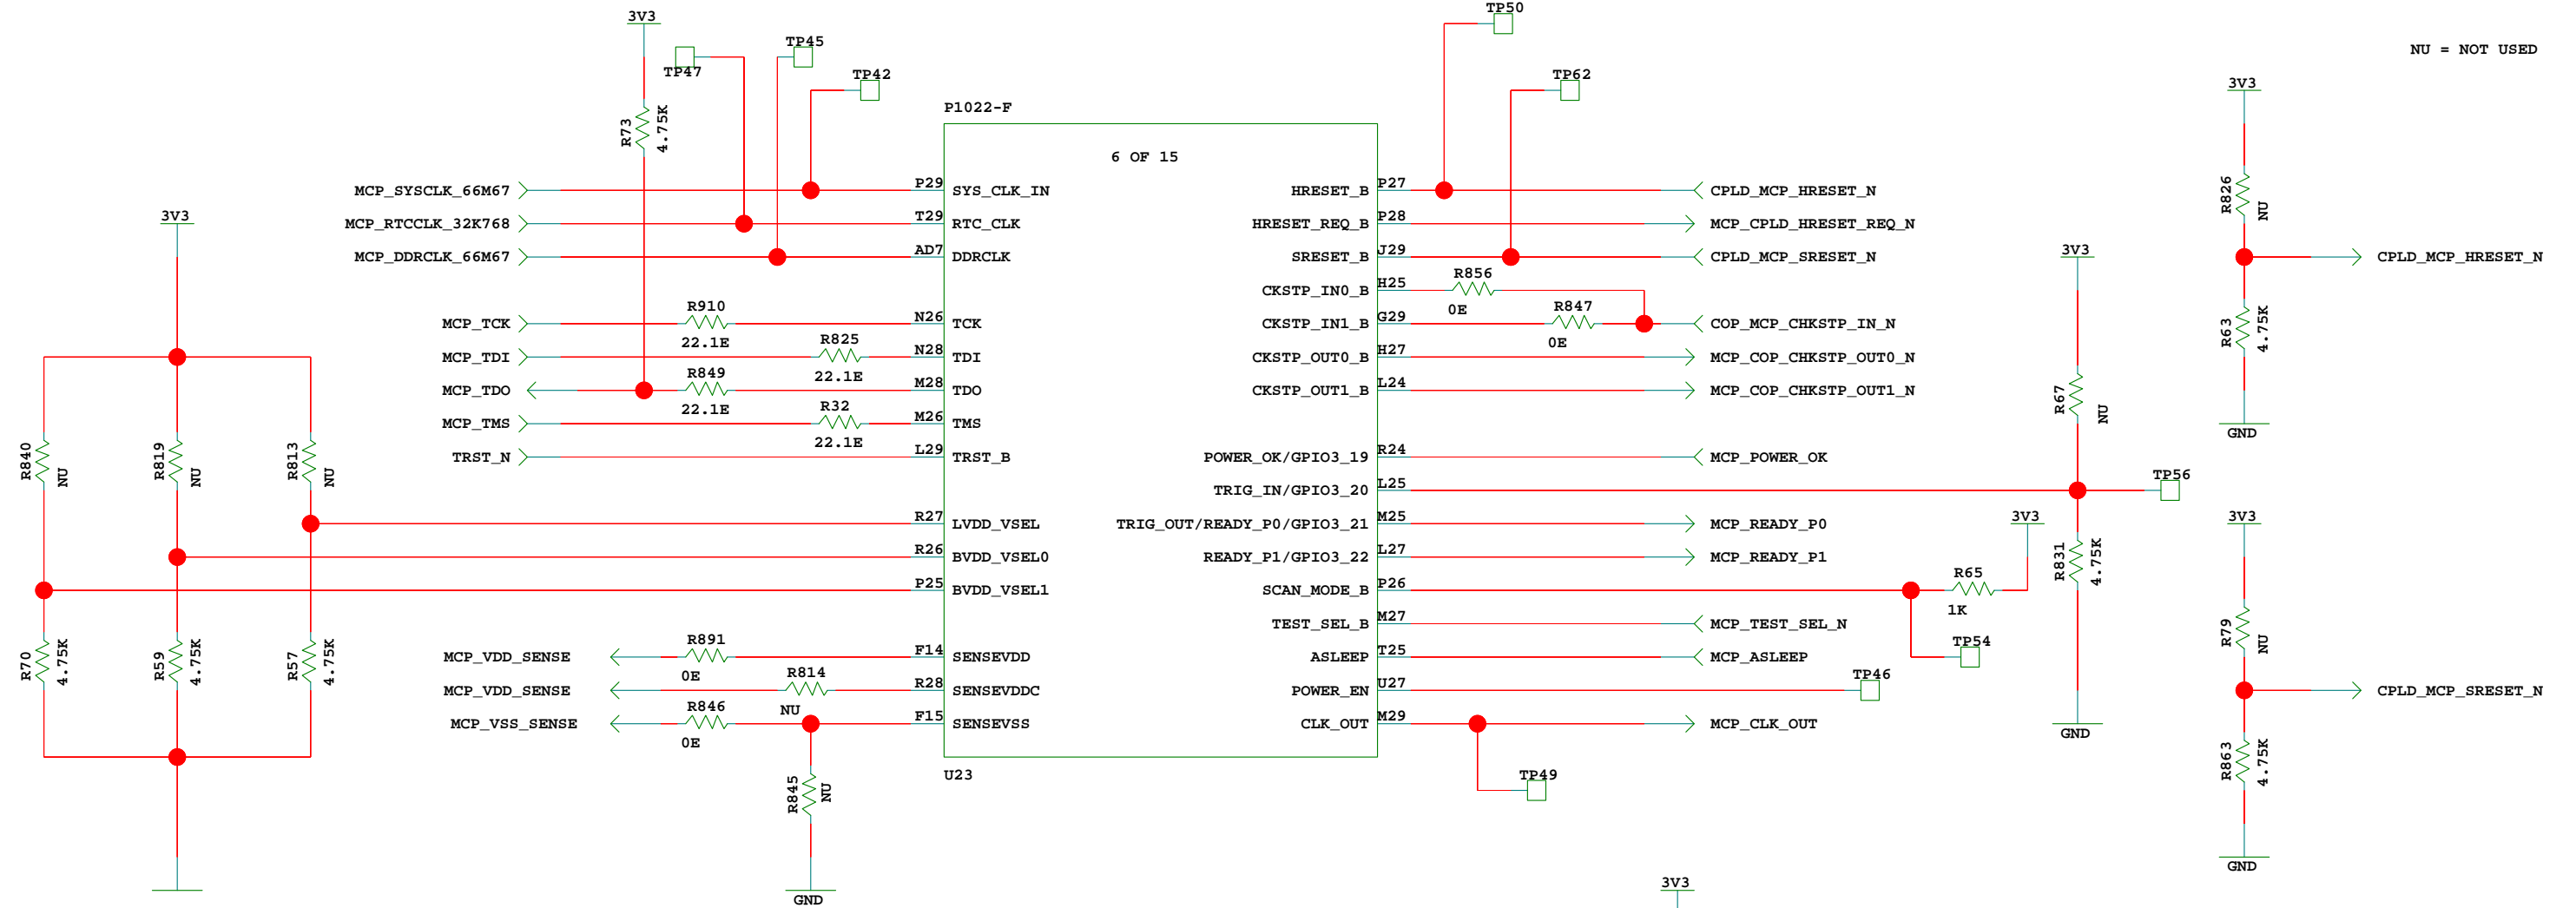 TP50
3V3
TP45
NU = NOT USED
TP47
TP42
TP62
3V3
P1022-F
R73
4.75K
6 OF 15
MCP_SYSCLK_66M67
P29
SYS_CLK_IN
HRESET_B
P27
CPLD_MCP_HRESET_N
R826
NU
3V3
MCP_RTCCLK_32K768
T29
RTC_CLK
HRESET_REQ_B
P28
MCP_CPLD_HRESET_REQ_N
MCP_DDRCLK_66M67
AD7
DDRCLK
SRESET_B
J29
CPLD_MCP_SRESET_N
3V3
CPLD_MCP_HRESET_N
CKSTP_IN0_B
H25
R856
0E
R910
22.1E
MCP_TCK
N26
TCK
CKSTP_IN1_B
G29
R847
0E
COP_MCP_CHKSTP_IN_N
R63
4.75K
MCP_TDI
R825
22.1E
N28
TDI
CKSTP_OUT0_B
H27
MCP_COP_CHKSTP_OUT0_N
MCP_TDO
R849
22.1E
M28
TDO
CKSTP_OUT1_B
L24
MCP_COP_CHKSTP_OUT1_N
R67
NU
MCP_TMS
R32
22.1E
M26
TMS
GND
R840
NU
R819
NU
R813
NU
TRST_N
L29
TRST_B
POWER_OK/GPIO3_19
R24
MCP_POWER_OK
TRIG_IN/GPIO3_20
L25
TP56
R27
LVDD_VSEL
TRIG_OUT/READY_P0/GPIO3_21
M25
MCP_READY_P0
3V3
3V3
R26
BVDD_VSEL0
READY_P1/GPIO3_22
L27
MCP_READY_P1
R831
4.75K
P25
BVDD_VSEL1
SCAN_MODE_B
P26
R65
1K
TEST_SEL_B
M27
MCP_TEST_SEL_N
R79
NU
R70
4.75K
R59
4.75K
R57
4.75K
MCP_VDD_SENSE
R891
0E
F14
SENSEVDD
ASLEEP
T25
MCP_ASLEEP
TP54
MCP_VDD_SENSE
R814
NU
R28
SENSEVDDC
POWER_EN
U27
TP46
CPLD_MCP_SRESET_N
MCP_VSS_SENSE
R846
0E
F15
SENSEVSS
CLK_OUT
M29
MCP_CLK_OUT
GND
R863
4.75K
U23
TP49
R845
NU
GND
3V3
GND